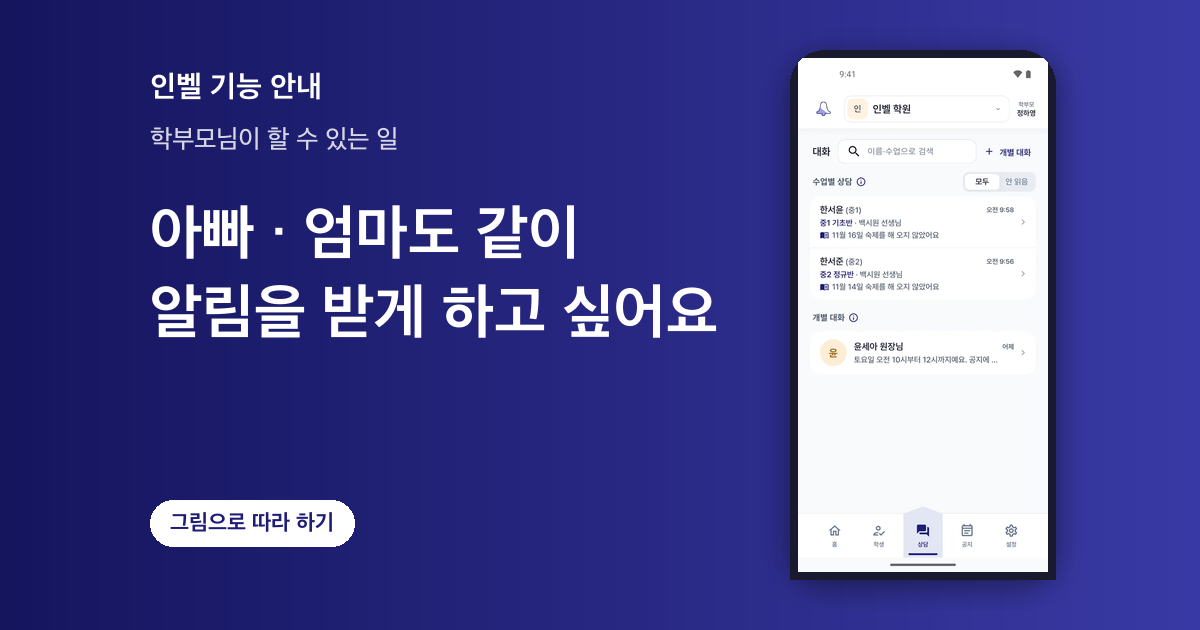 인벨 기능 안내
학부모님이 할 수 있는 일
아빠 · 엄마도 같이
알림을 받게 하고 싶어요
그림으로 따라 하기
9:41
인 인벨 학원
학부모
정하영
대화 이름·수업으로 검색 + 개별 대화
수업별 상담 모두 안 읽음
한서윤 (중1) 오전 9:58
중1 기초반 · 백시원 선생님
11월 16일 숙제를 해 오지 않았어요
한서준 (중2) 오전 9:56
중2 정규반 · 백시원 선생님
11월 14일 숙제를 해 오지 않았어요
개별 대화
윤 윤세아 원장님 어제
토요일 오전 10시부터 12시까지예요. 공지에 ...
홈 학생 상담 공지 설정